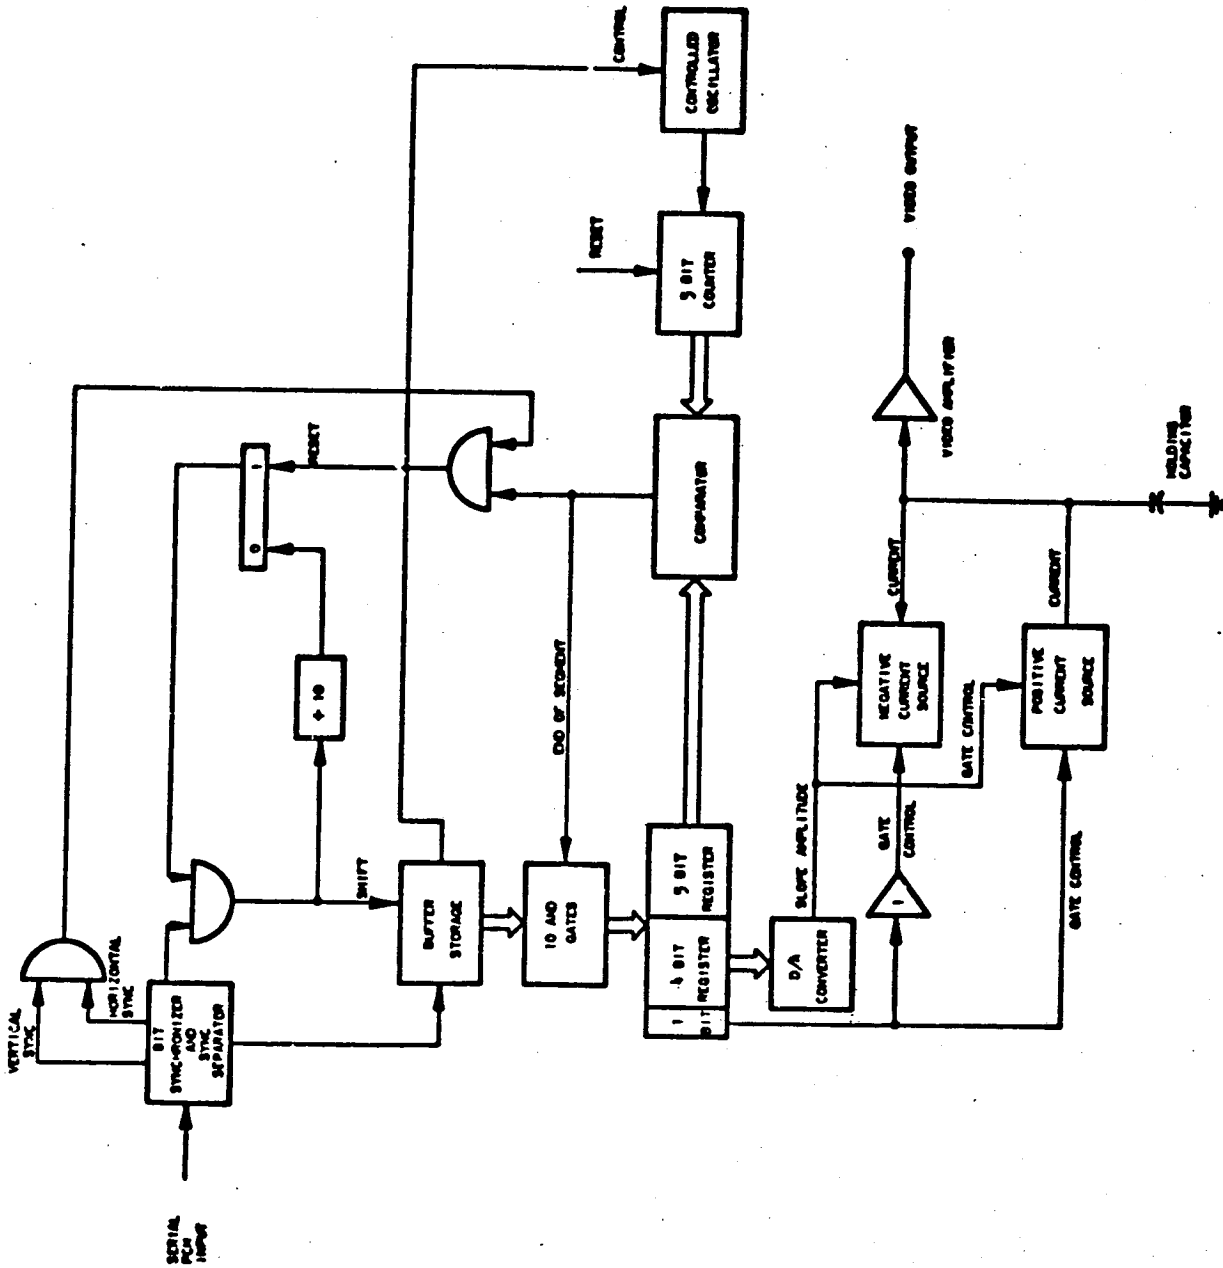 SERIAL
PCM
INPUT
VERTICAL
SYNC
HORIZONTAL
SYNC
BIT
SYNCHRONIZER
AND
SYNC
SEPARATOR
SHIFT
÷ 10
0
1
RESET
BUFFER
STORAGE
CONTROL
CONTROLLED
OSCILLATOR
10 AND
GATES
END OF SEGMENT
RESET
5 BIT
COUNTER
COMPARATOR
1
BIT
4 BIT
REGISTER
5 BIT
REGISTER
D/A
CONVERTER
SLOPE AMPLITUDE
GATE
CONTROL
GATE CONTROL
NEGATIVE
CURRENT
SOURCE
CURRENT
VIDEO AMPLIFIER
VIDEO OUTPUT
GATE CONTROL
POSITIVE
CURRENT
SOURCE
CURRENT
HOLDING
CAPACITOR